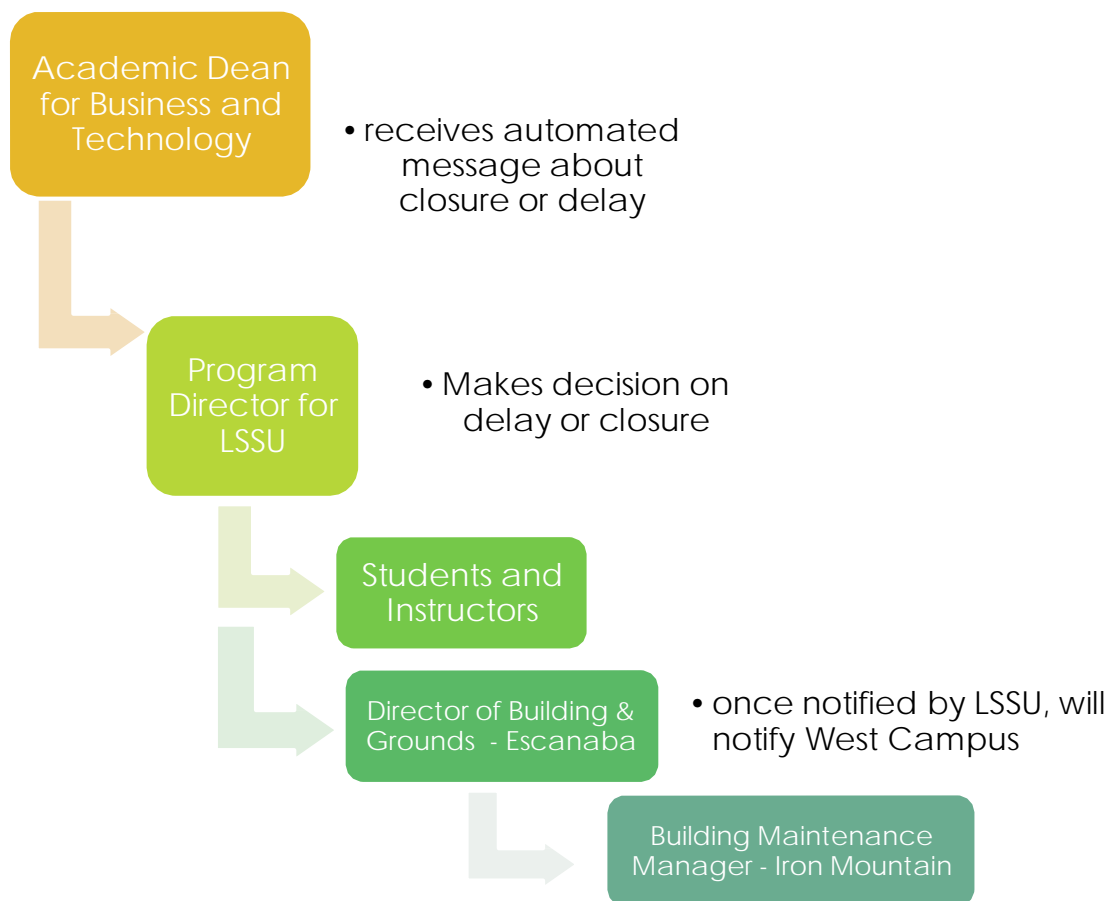 Academic Dean
for Business and
Technology
• receives automated
message about
closure or delay
Program
Director for
LSSU
• Makes decision on
delay or closure
Students and
Instructors
Director of Building &
Grounds - Escanaba
• once notified by LSSU, will
notify West Campus
Building Maintenance
Manager - Iron Mountain